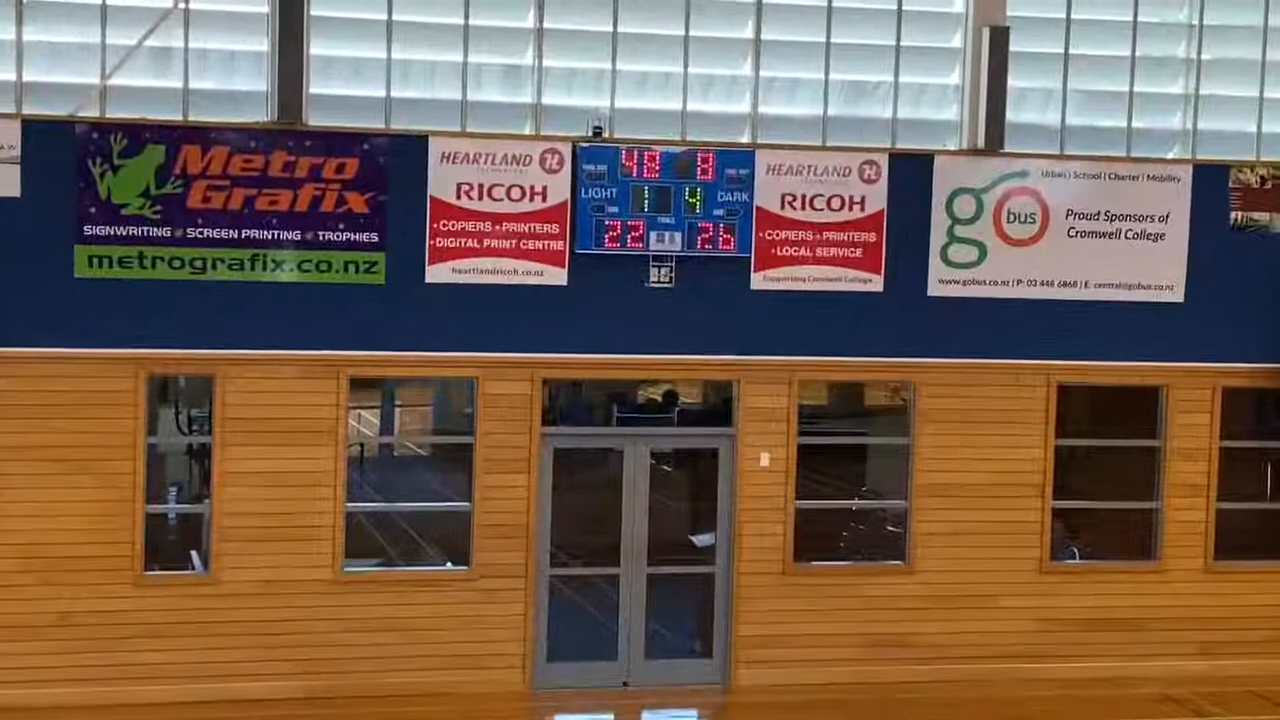 Metro
Grafix
SIGNWRITING SCREEN PRINTING TROPHIES
metrografix.co.nz
HEARTLAND
TECHNOLOGY
RICOH
• COPIERS • PRINTERS
• DIGITAL PRINT CENTRE
heartlandricoh.co.nz
48 8
LIGHT 1 4 DARK
22 26
HEARTLAND
TECHNOLOGY
RICOH
• COPIERS • PRINTERS
• LOCAL SERVICE
Supporting Cromwell College
Urban | School | Charter | Mobility
go bus
Proud Sponsors of
Cromwell College
www.gobus.co.nz | P: 03 448 6868 | E: central@gobus.co.nz